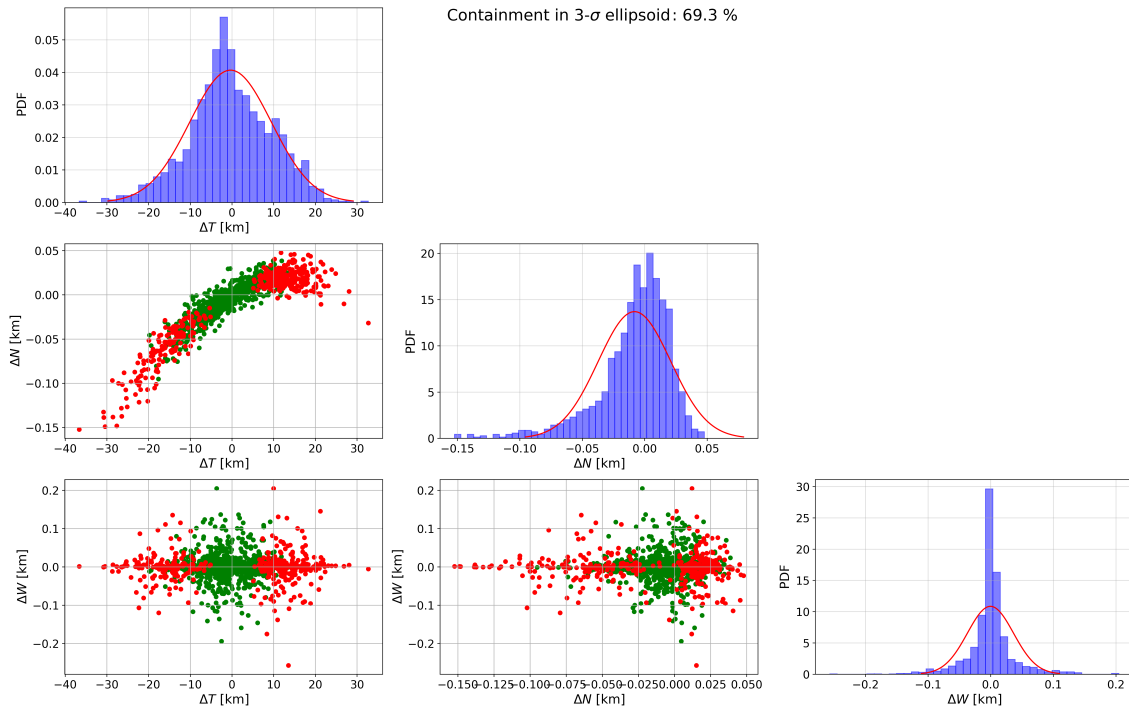 Containment in 3-σ ellipsoid: 69.3 %
PDF
0.05
0.04
0.03
0.02
0.01
0.00
−40 −30 −20 −10 0 10 20 30
ΔT [km]
ΔN [km]
0.05
0.00
−0.05
−0.10
−0.15
−40 −30 −20 −10 0 10 20 30
ΔT [km]
PDF
20
15
10
5
0
−0.15 −0.10 −0.05 0.00 0.05
ΔN [km]
ΔW [km]
0.2
0.1
0.0
−0.1
−0.2
−40 −30 −20 −10 0 10 20 30
ΔT [km]
ΔW [km]
0.2
0.1
0.0
−0.1
−0.2
−0.150 −0.125 −0.100 −0.075 −0.050 −0.025 0.000 0.025 0.050
ΔN [km]
PDF
30
25
20
15
10
5
0
−0.2 −0.1 0.0 0.1 0.2
ΔW [km]